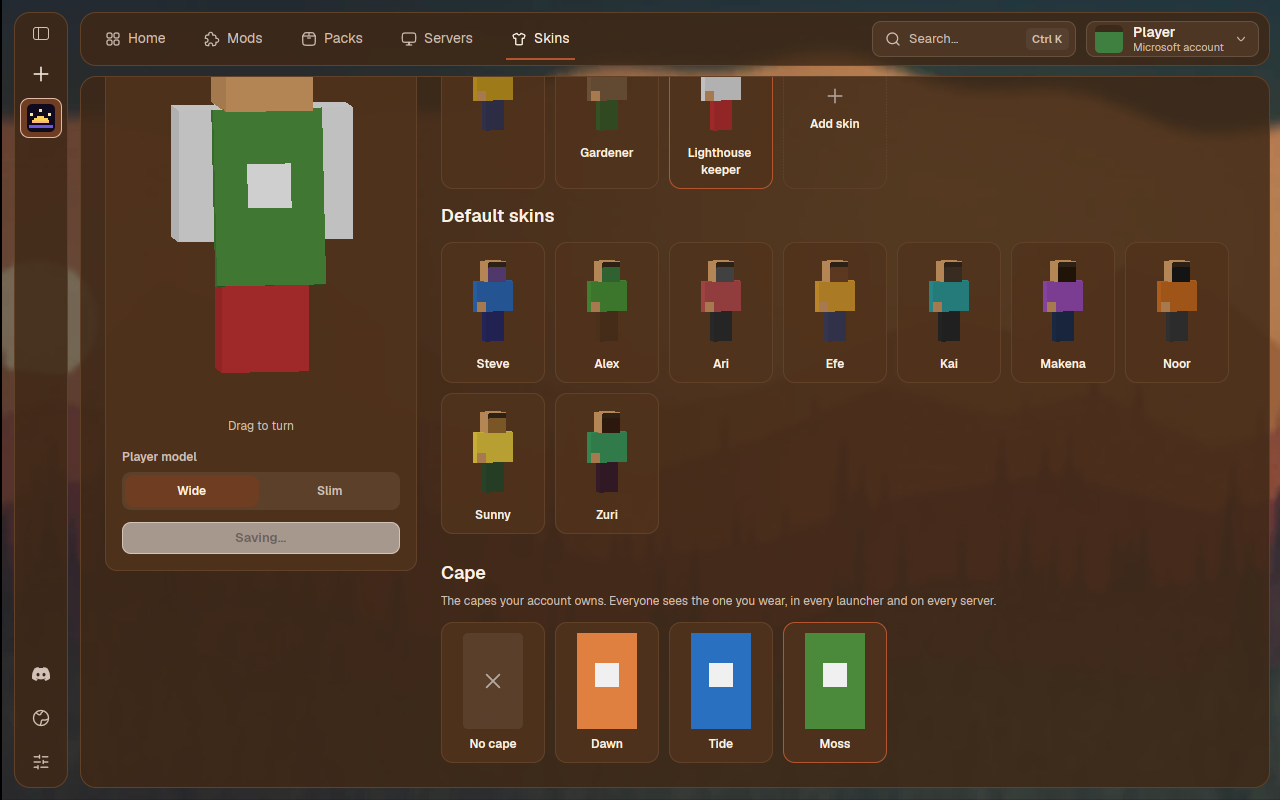 Home
Mods
Packs
Servers
Skins
Search...
Ctrl K
Player
Microsoft account
Gardener
Lighthouse
keeper
Add skin
Default skins
Steve
Alex
Ari
Efe
Kai
Makena
Noor
Drag to turn
Player model
Wide
Slim
Saving...
Sunny
Zuri
Cape
The capes your account owns. Everyone sees the one you wear, in every launcher and on every server.
No cape
Dawn
Tide
Moss